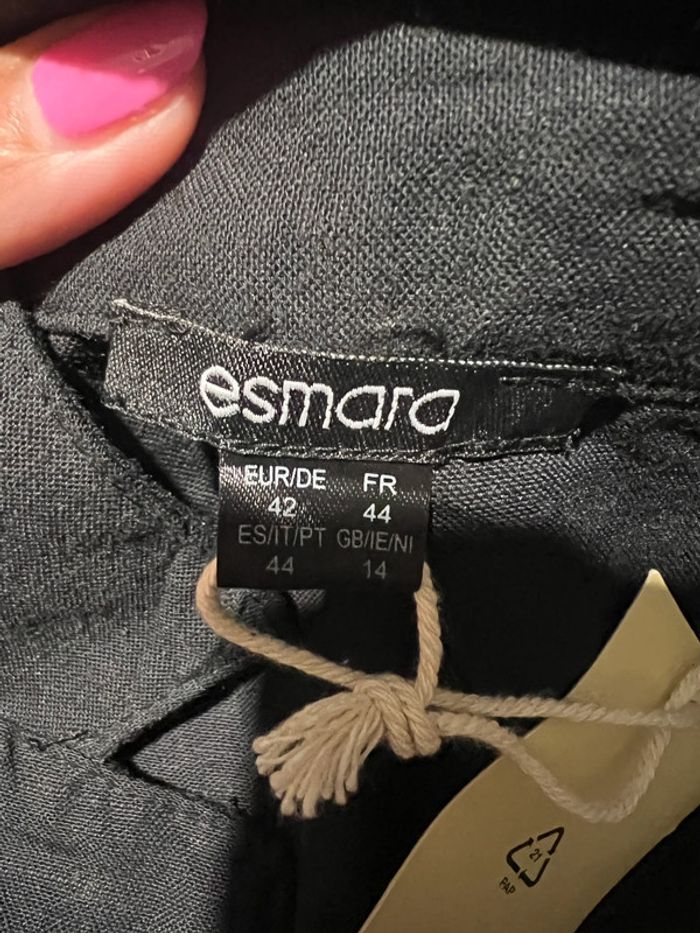 esmara
EUR/DE FR
42 44
ES/IT/PT GB/IE/NI
44 14
21
PAP